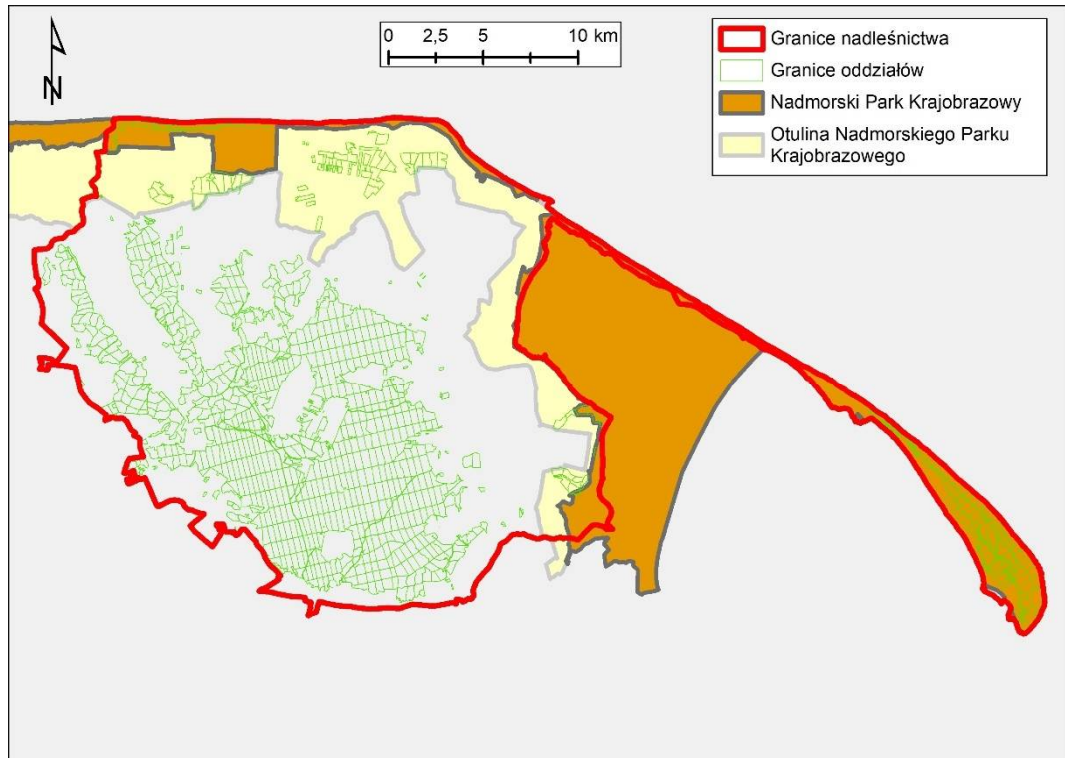 N
0 2,5 5 10 km
Granice nadleśnictwa
Granice oddziałów
Nadmorski Park Krajobrazowy
Otulina Nadmorskiego Parku
Krajobrazowego